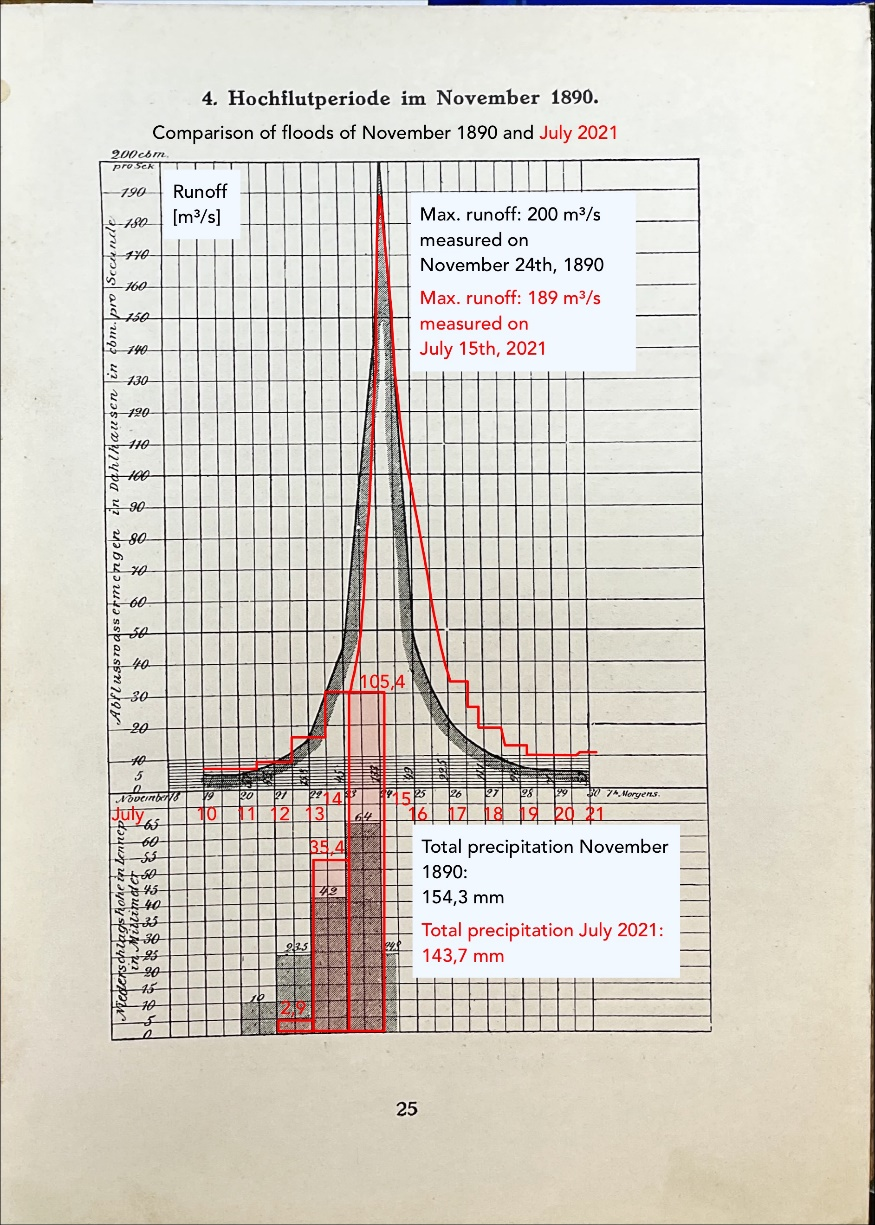 4. Hochflutperiode im November 1890.
Comparison of floods of November 1890 and July 2021
200 cbm.
pro Sek
190
180
170
160
150
140
130
120
110
100
90
80
70
60
50
40
30
20
10
5
0
Abflusswassermengen in Dahlhausen in cbm. pro Secunde
Runoff
[m³/s]
Max. runoff: 200 m³/s
measured on
November 24th, 1890
Max. runoff: 189 m³/s
measured on
July 15th, 2021
105,4
November 18 19 20 21 22 23 24 25 26 27 28 29 30 7 h. Morgens.
July 10 11 12 13 14 15 16 17 18 19 20 21
Niederschlagshöhe in Lennep
in Millimeter
65
60
55
50
45
40
35
30
25
20
15
10
5
0
64
35,4
42
23,5
10
2,9
Total precipitation November
1890:
154,3 mm
Total precipitation July 2021:
143,7 mm
25